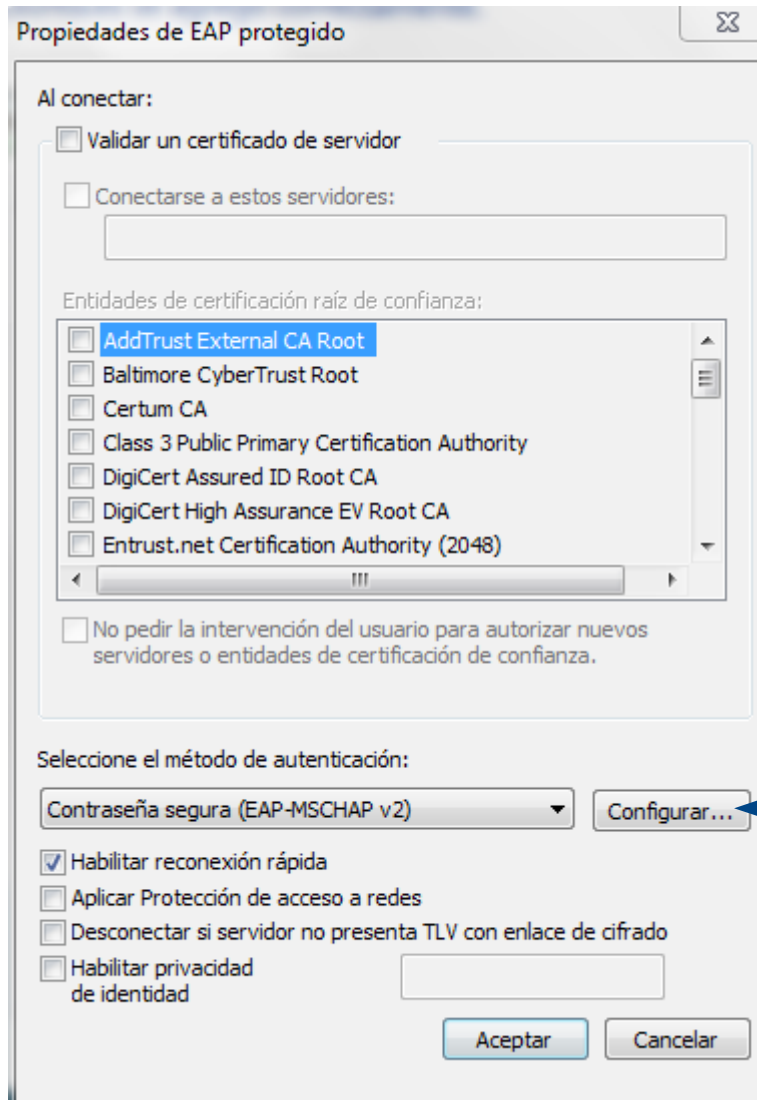 Propiedades de EAP protegido
Al conectar:
Validar un certificado de servidor
Conectarse a estos servidores:
Entidades de certificación raíz de confianza:
AddTrust External CA Root
Baltimore CyberTrust Root
Certum CA
Class 3 Public Primary Certification Authority
DigiCert Assured ID Root CA
DigiCert High Assurance EV Root CA
Entrust.net Certification Authority (2048)
No pedir la intervención del usuario para autorizar nuevos
servidores o entidades de certificación de confianza.
Seleccione el método de autenticación:
Contraseña segura (EAP-MSCHAP v2) Configurar...
Habilitar reconexión rápida
Aplicar Protección de acceso a redes
Desconectar si servidor no presenta TLV con enlace de cifrado
Habilitar privacidad
de identidad
Aceptar Cancelar